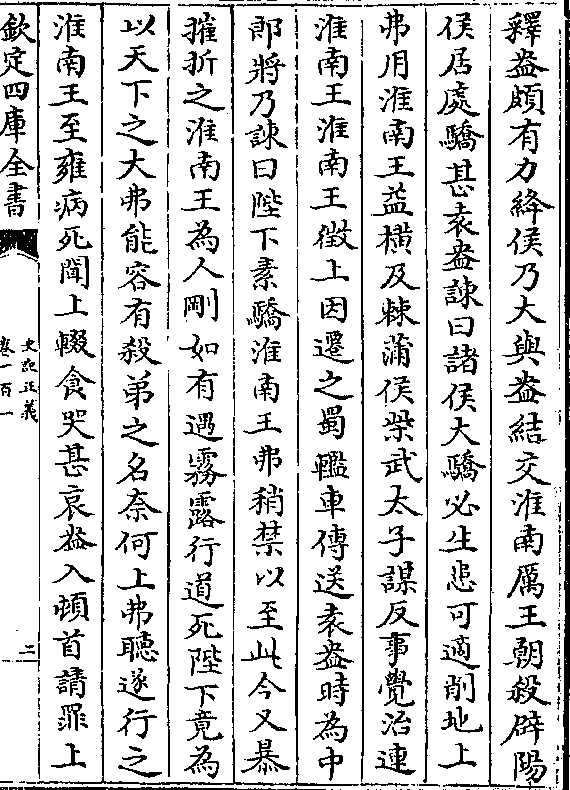 釋盎頗有力絳侯乃大與盎結交淮南厲王朝殺辟陽
侯居處驕甚袁盎諫曰諸侯大驕必生患可適削地上
弗用淮南王益橫及棘蒲侯柴武太子謀反事覺治連
淮南王淮南王徵上因遷之蜀轞車傳送袁盎時為中
郎將乃諫曰陛下素驕淮南王弗稍禁以至此今又暴
摧折之淮南王為人剛如有遇霧露行道死陛下竟為
以天下之大弗能容有殺弟之名奈何上弗聽遂行之
淮南王至雍病死聞上輟食哭甚哀盎入頓首請罪上
欽定四庫全書
史記正義
卷一百一
二